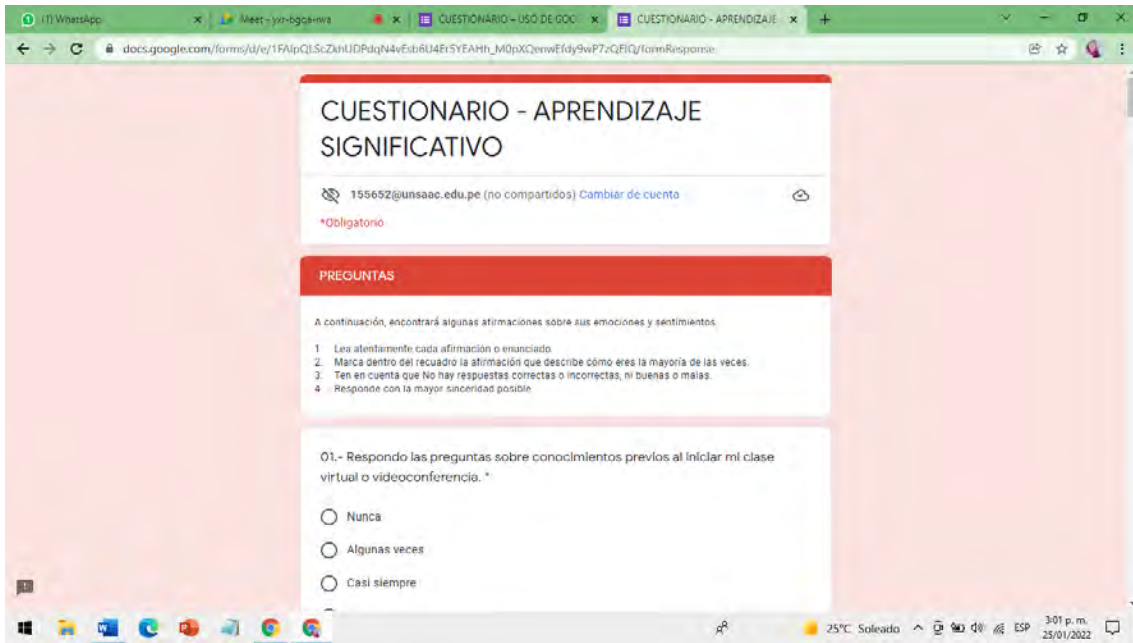 (1) WhatsApp
Meet - yxr-bgqs-nva
CUESTIONARIO – USO DE GOO
CUESTIONARIO - APRENDIZAJE
docs.google.com/forms/d/e/
/formResponse
CUESTIONARIO - APRENDIZAJE
SIGNIFICATIVO
155652@unsaac.edu.pe (no compartidos) Cambiar de cuenta
*Obligatorio
PREGUNTAS
A continuación, encontrará algunas afirmaciones sobre sus emociones y sentimientos.
1 Lea atentamente cada afirmación o enunciado.
2. Marca dentro del recuadro la afirmación que describe cómo eres la mayoría de las veces.
3. Ten en cuenta que No hay respuestas correctas o incorrectas, ni buenas o malas.
4 Responde con la mayor sinceridad posible
01.- Respondo las preguntas sobre conocimientos previos al iniciar mi clase
virtual o videoconferencia. *
Nunca
Algunas veces
Casi siempre
25°C Soleado
ESP
3:01 p. m.
25/01/2022